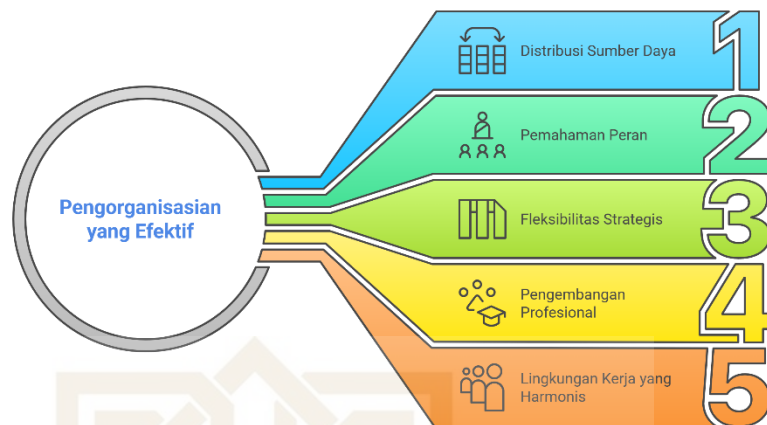 Pengorganisasian
yang Efektif
Distribusi Sumber Daya
1
Pemahaman Peran
2
Fleksibilitas Strategis
3
Pengembangan
Profesional
4
Lingkungan Kerja yang
Harmonis
5